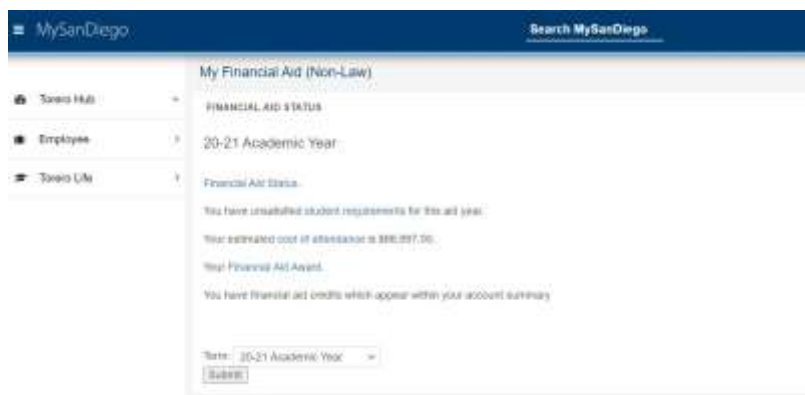 MySanDiego
Search MySanDiego
My Financial Aid (Non-Law)
Torero Hub
FINANCIAL AID STATUS
Employee
20-21 Academic Year
Torero Life
Financial Aid Status.
You have unsatisfied student requirements for this aid year.
Your estimated cost of attendance is
Your Financial Aid Award.
You have financial aid credits which appear within your account summary
Term: 20-21 Academic Year
Submit